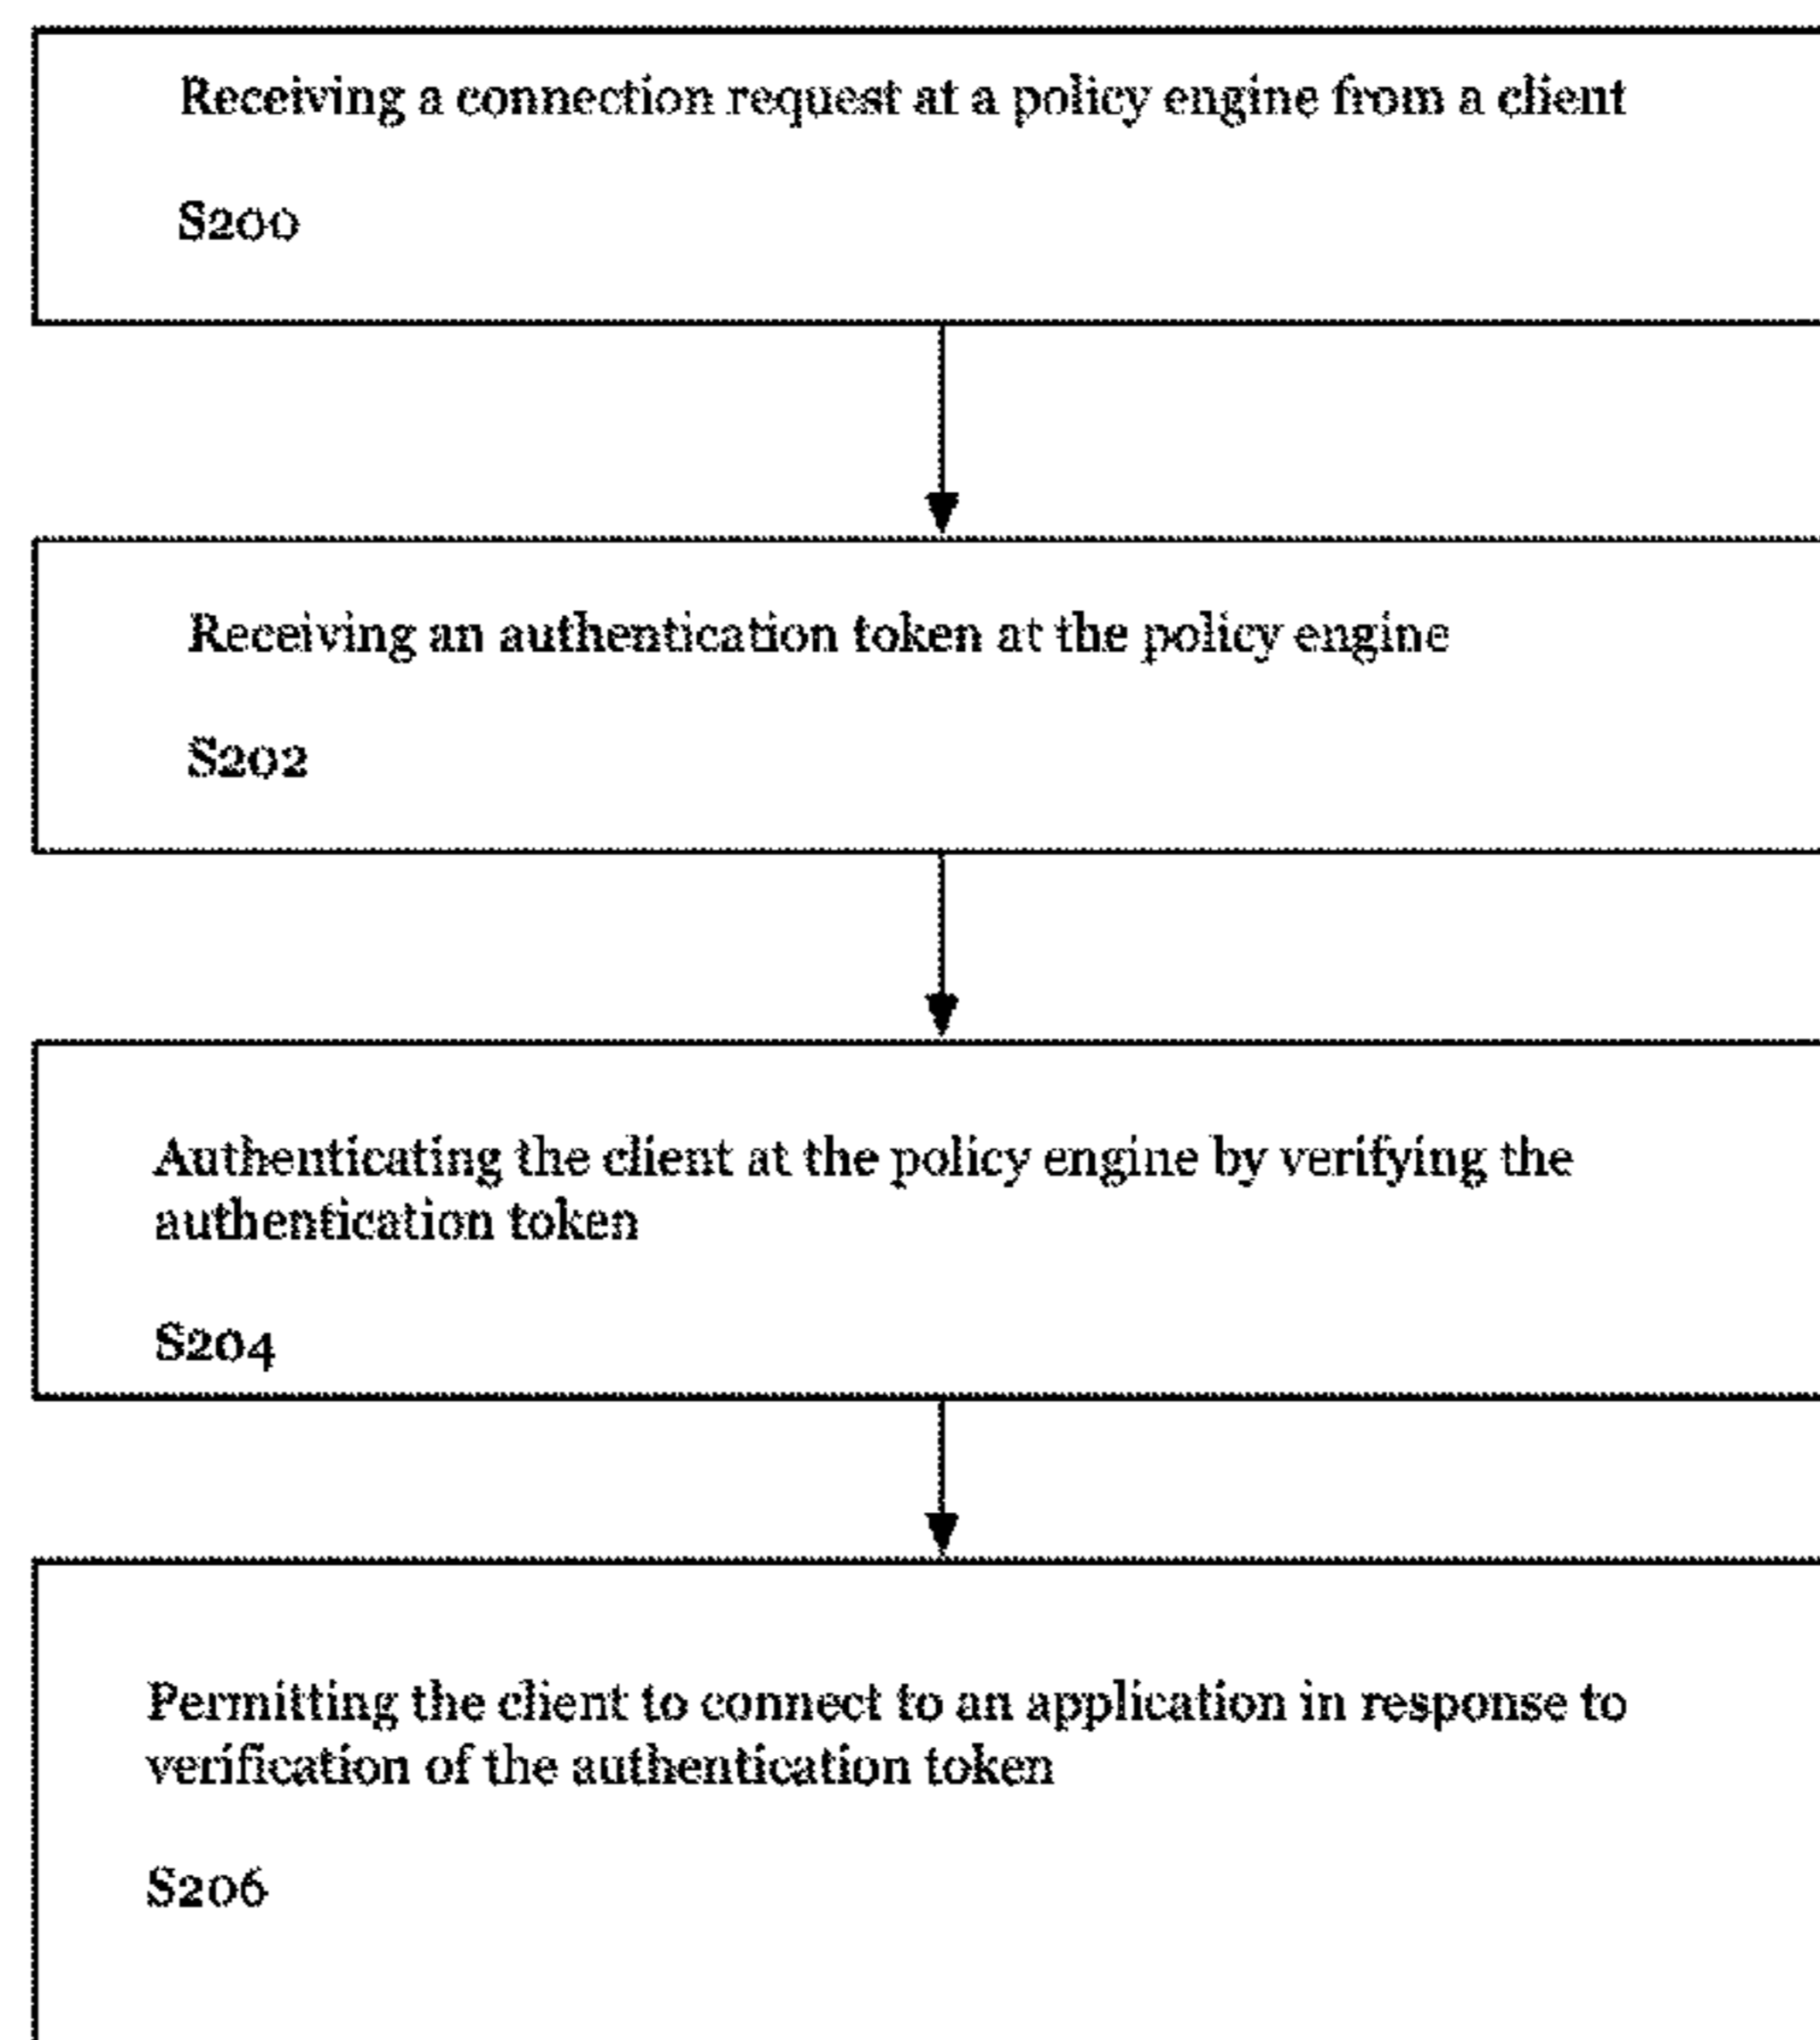 Receiving a connection request at a policy engine from a client
S200
Receiving an authentication token at the policy engine
S202
Authenticating the client at the policy engine by verifying the
authentication token
S204
Permitting the client to connect to an application in response to
verification of the authentication token
S206